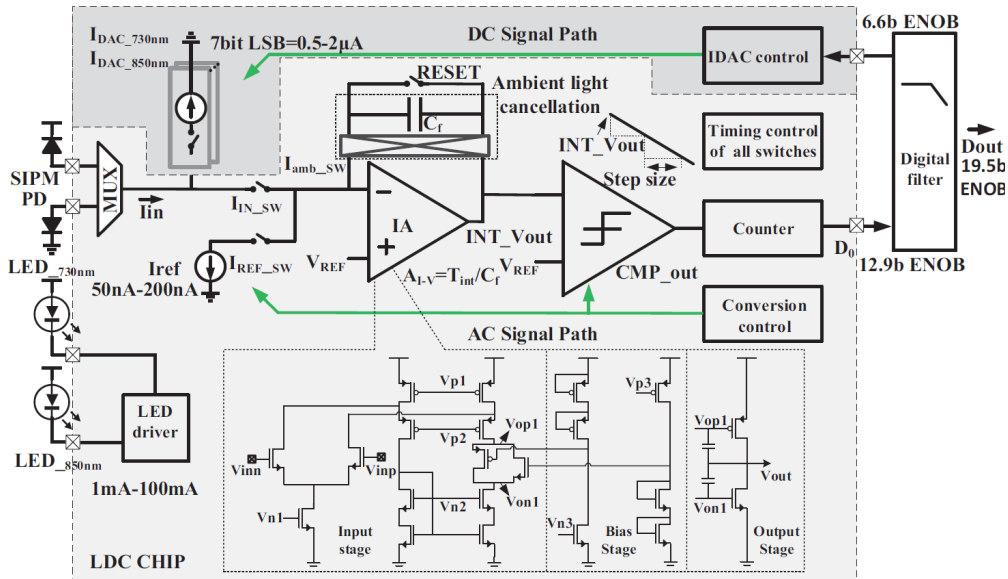 I_DAC_730nm
I_DAC_850nm
7bit LSB=0.5-2μA
DC Signal Path
IDAC control
6.6b ENOB
RESET
C_f
Ambient light
cancellation
INT_Vout
Step size
Timing control
of all switches
Digital
filter
Dout
19.5b
ENOB
SIPM
PD
MUX
Iin
I_amb_SW
I_IN_SW
I_REF_SW
Iref
50nA-200nA
V_REF
IA
INT_Vout
A_I-V=T_int/C_f
V_REF
CMP_out
Counter
D_0
12.9b ENOB
Conversion
control
AC Signal Path
LED_730nm
LED
driver
LED_850nm
1mA-100mA
LDC CHIP
Vinn
Vinp
Vn1
Input
stage
Vp1
Vp2
Vn2
Vop1
Von1
Vn3
Vp3
Bias
Stage
Vop1
Von1
Vout
Output
Stage